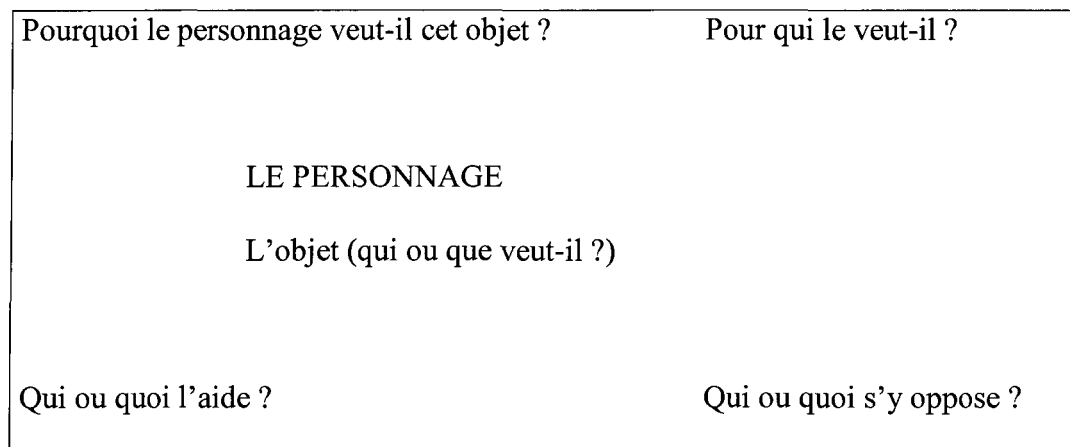 Pourquoi le personnage veut-il cet objet ? Pour qui le veut-il ?
LE PERSONNAGE
L'objet (qui ou que veut-il ?)
Qui ou quoi l'aide ? Qui ou quoi s'y oppose ?